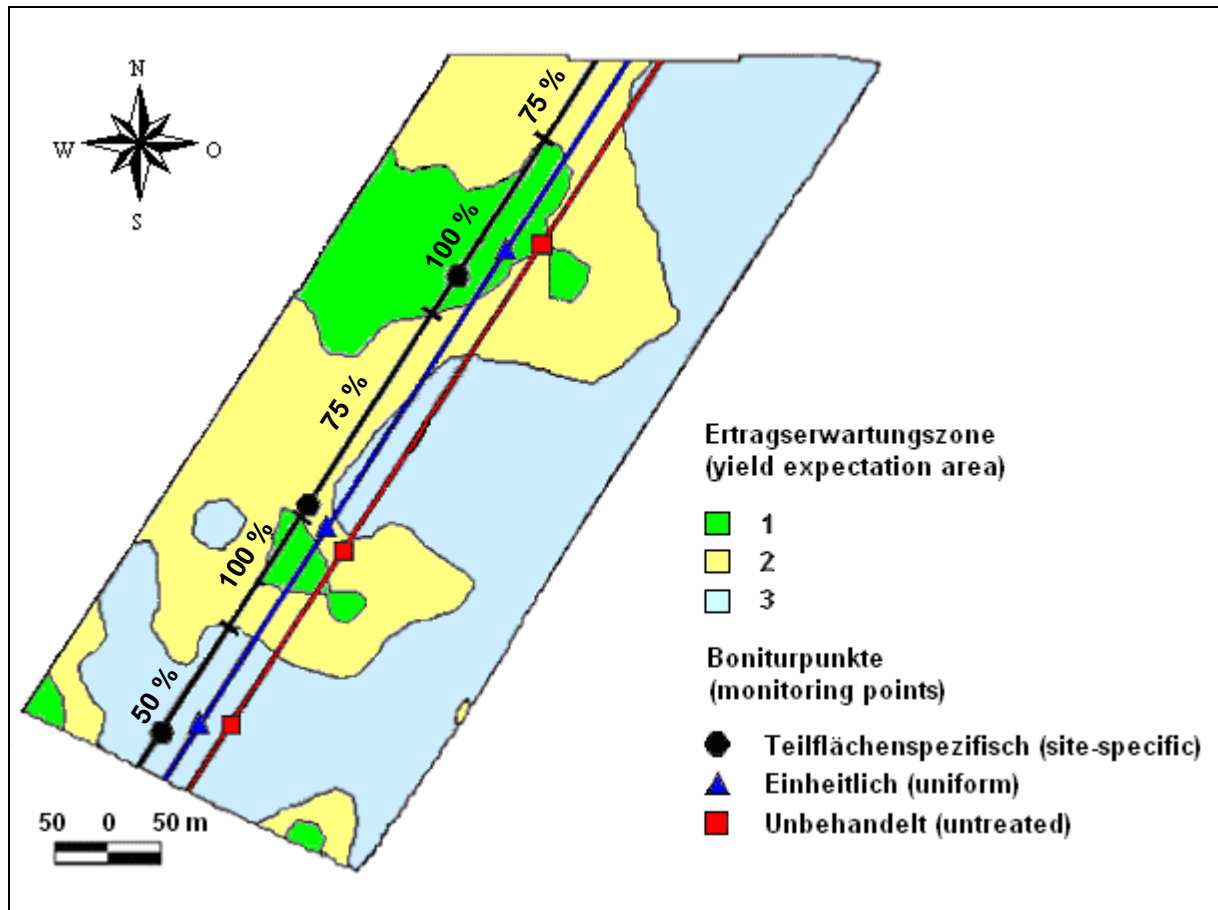 N
W O
S
75 %
100 %
75 %
100 %
50 %
50 0 50 m
Ertragserwartungszone
(yield expectation area)
1
2
3
Boniturpunkte
(monitoring points)
Teilflächenspezifisch (site-specific)
Einheitlich (uniform)
Unbehandelt (untreated)